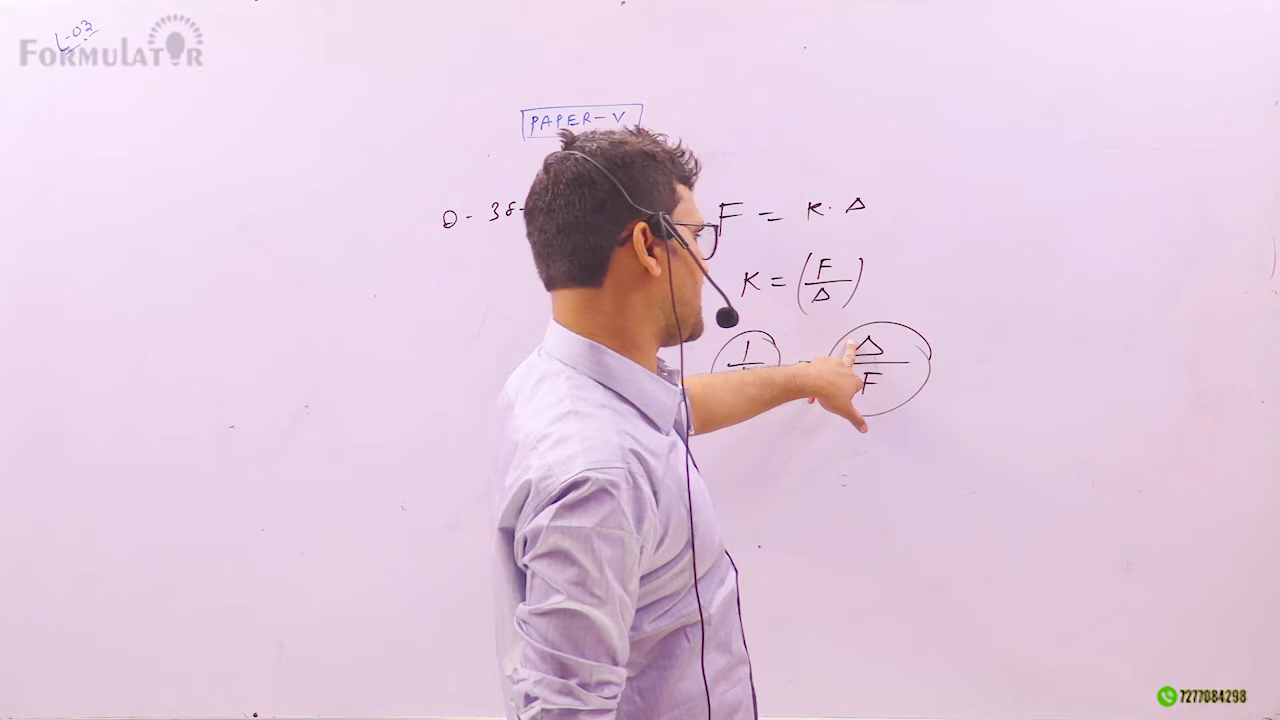 L-03
FORMULATOR
PAPER-V
Q-38-
F = K. Δ
K = (F/Δ)
1
Δ/F
7277084298